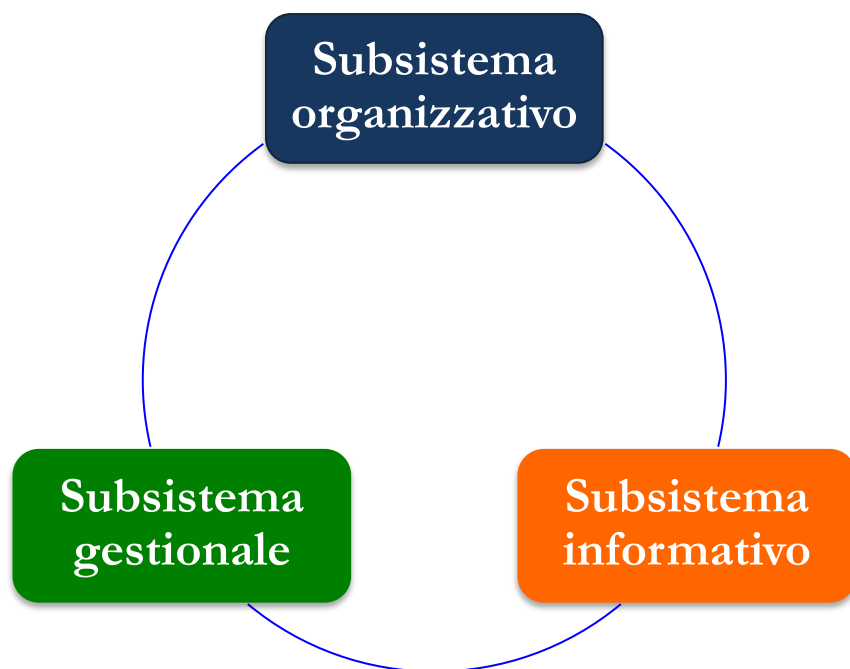 Subsistema
organizzativo
Subsistema
gestionale
Subsistema
informativo